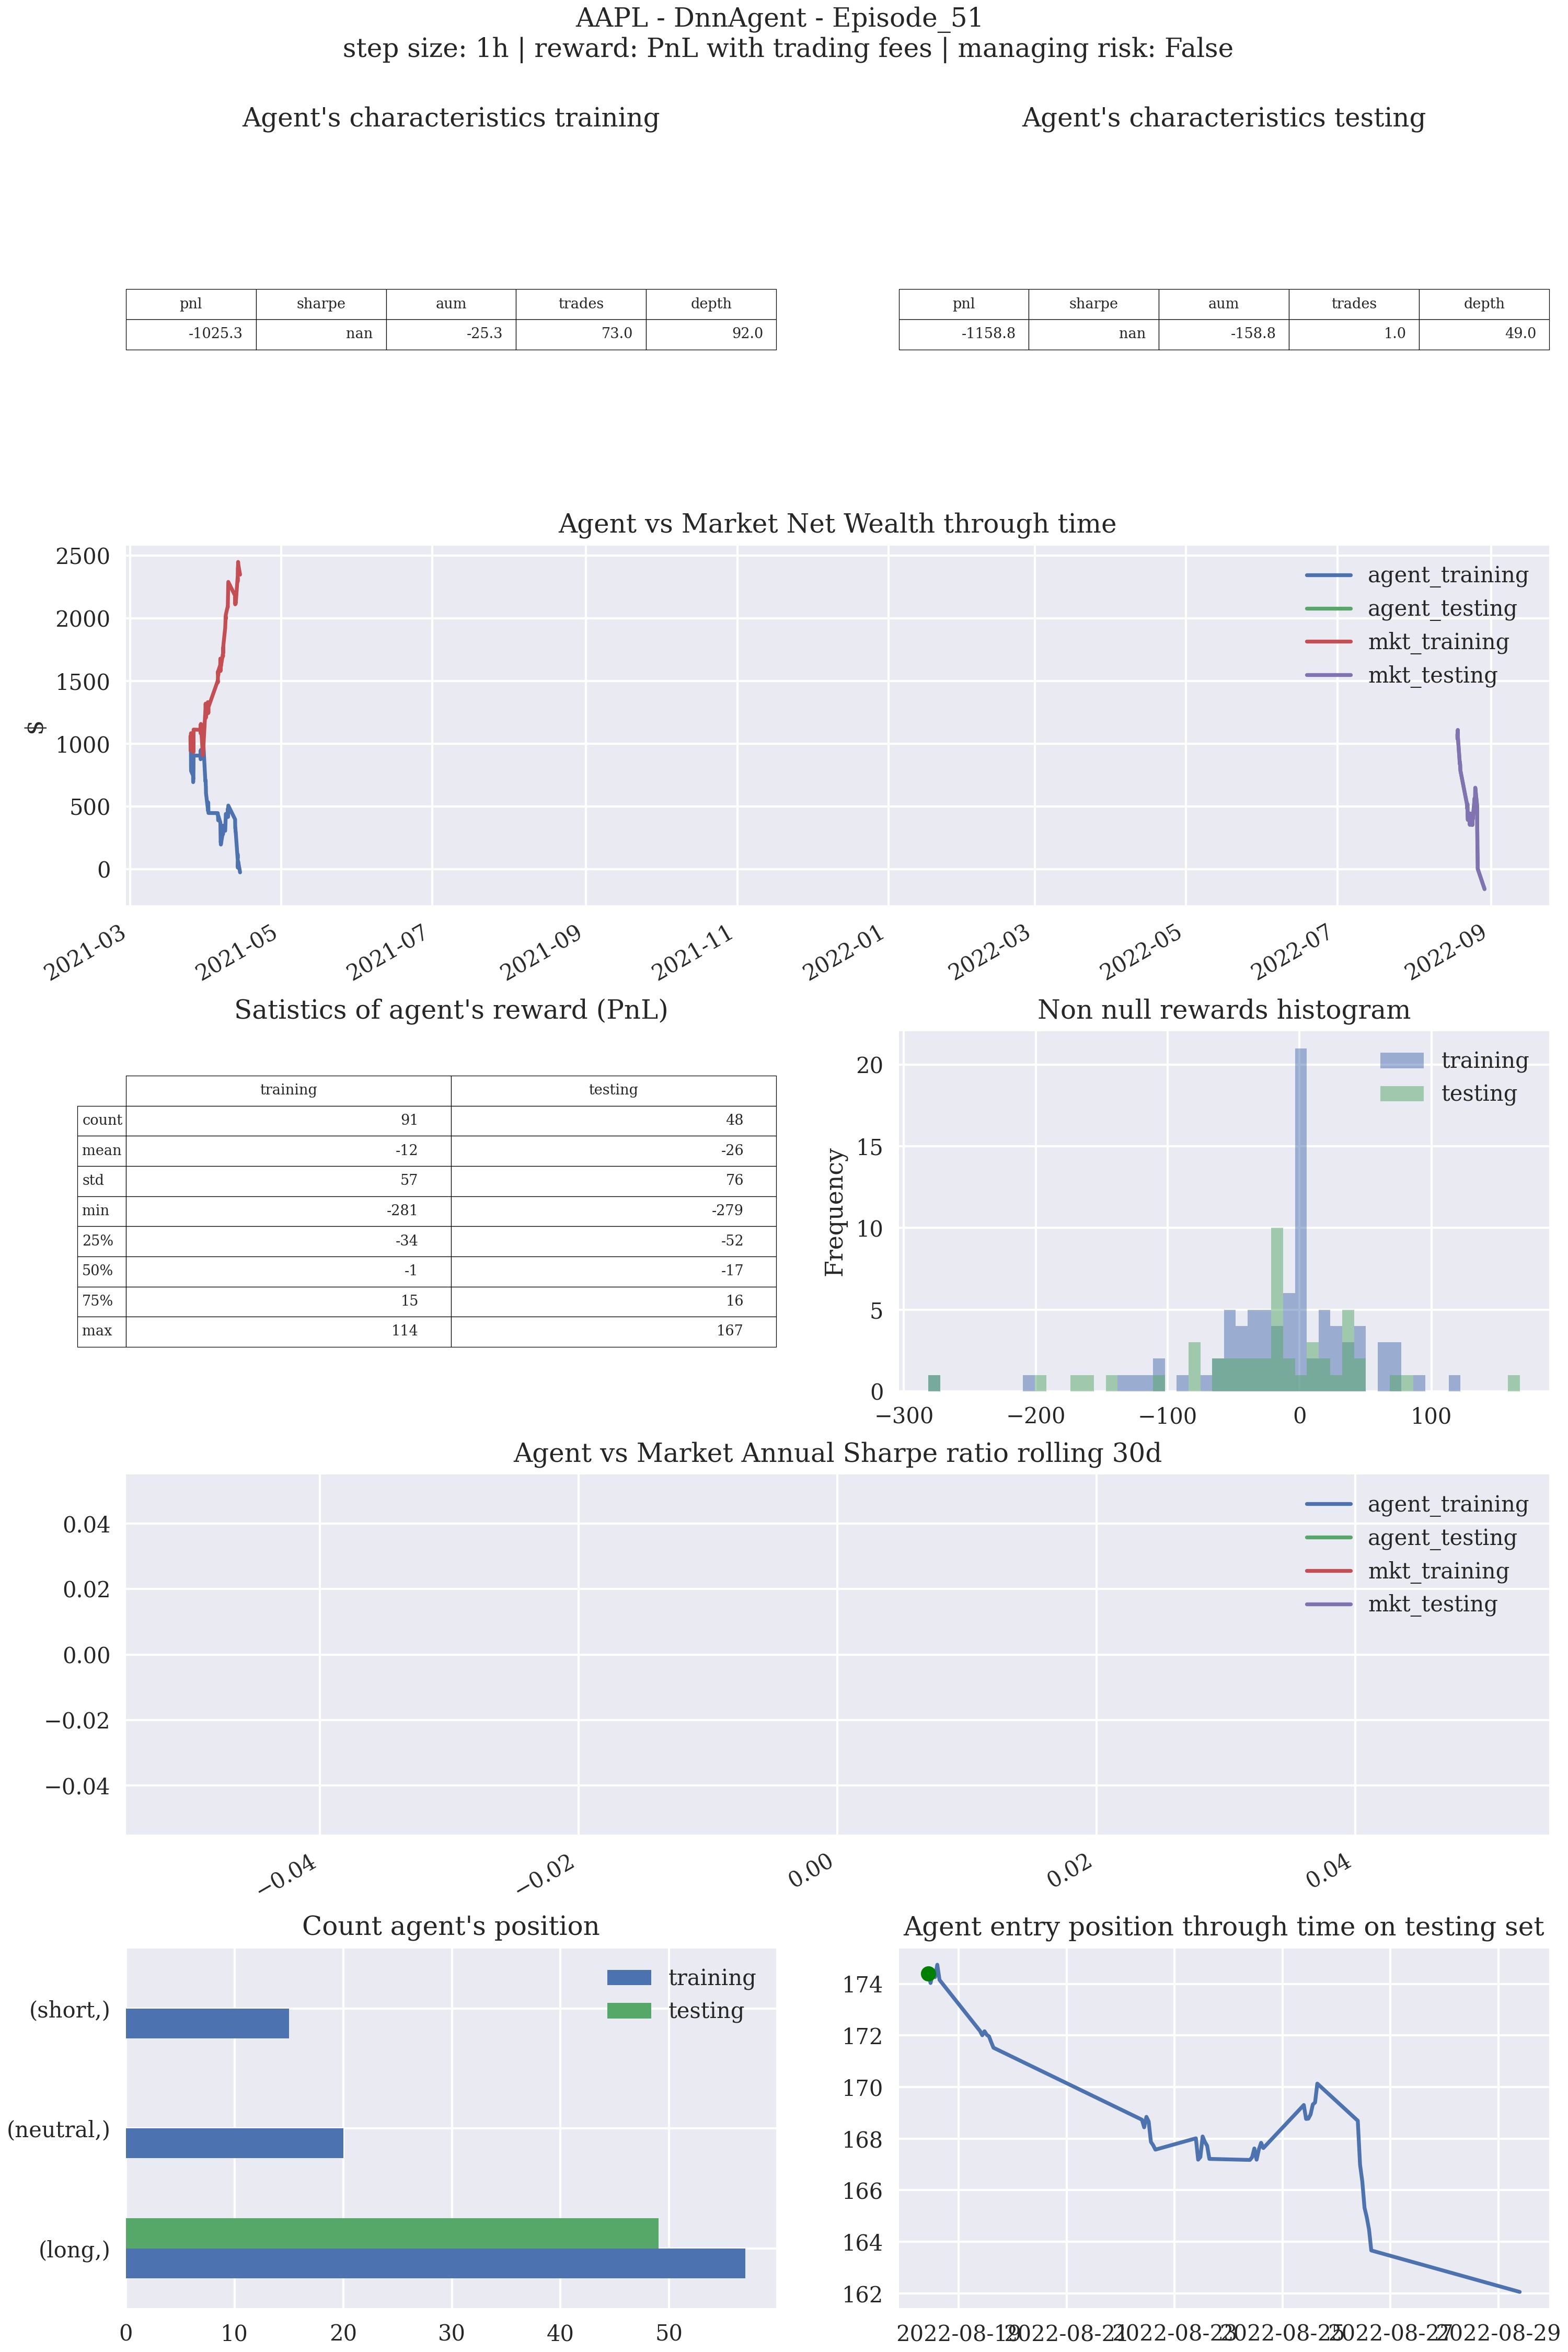 AAPL - DnnAgent - Episode_51
step size: 1h | reward: PnL with trading fees | managing risk: False
Agent's characteristics training
pnl sharpe aum trades depth
-1025.3 nan -25.3 73.0 92.0
Agent's characteristics testing
pnl sharpe aum trades depth
-1158.8 nan -158.8 1.0 49.0
Agent vs Market Net Wealth through time
2500
2000
1500
1000
500
0
$
agent_training
agent_testing
mkt_training
mkt_testing
2021-03 2021-05 2021-07 2021-09 2021-11 2022-01 2022-03 2022-05 2022-07 2022-09
Satistics of agent's reward (PnL)
training testing
count 91 48
mean -12 -26
std 57 76
min -281 -279
25% -34 -52
50% -1 -17
75% 15 16
max 114 167
Non null rewards histogram
training
testing
Frequency
20
15
10
5
0
−300 −200 −100 0 100
Agent vs Market Annual Sharpe ratio rolling 30d
agent_training
agent_testing
mkt_training
mkt_testing
0.04
0.02
0.00
−0.02
−0.04
−0.04 −0.02 0.00 0.02 0.04
Count agent's position
training
testing
(short,)
(neutral,)
(long,)
0 10 20 30 40 50
Agent entry position through time on testing set
174
172
170
168
166
164
162
2022-08-19 2022-08-21 2022-08-23 2022-08-25 2022-08-27 2022-08-29